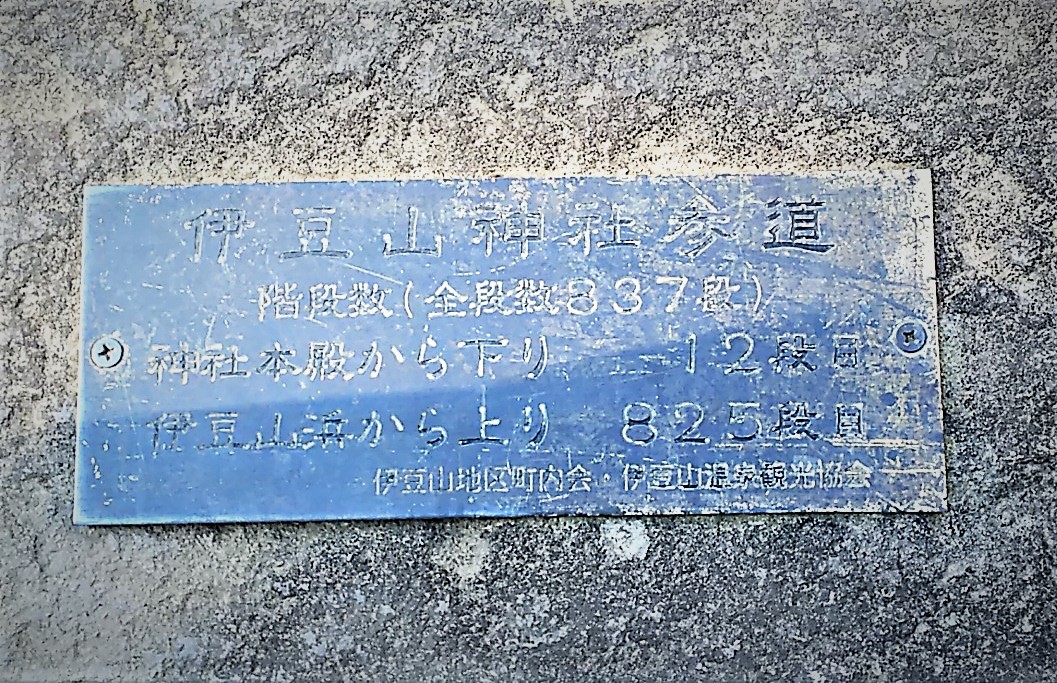 伊豆山神社参道
階段数(全段数837段)
神社本殿から下り 12段目
伊豆山浜から上り 825段目
伊豆山地区町内会・伊豆山温泉観光協会